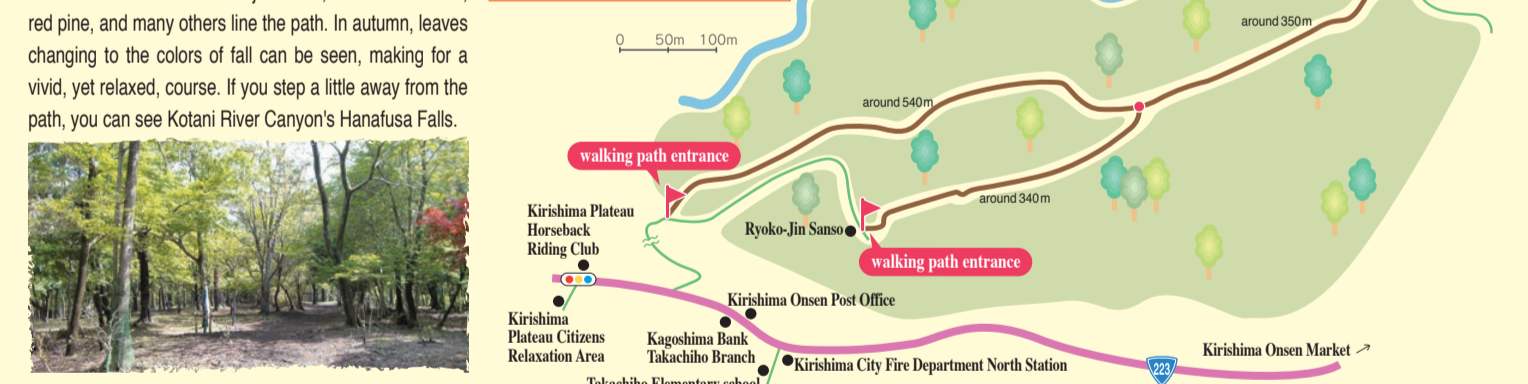 red pine, and many others line the path. In autumn, leaves
changing to the colors of fall can be seen, making for a
vivid, yet relaxed, course. If you step a little away from the
path, you can see Kotani River Canyon's Hanafusa Falls.
0 50m 100m
around 350m
around 540m
walking path entrance
around 340m
Kirishima Plateau
Horseback
Riding Club
Ryoko-Jin Sanso
walking path entrance
Kirishima Onsen Post Office
Kirishima
Plateau Citizens
Relaxation Area
Kagoshima Bank
Takachiho Branch
Kirishima City Fire Department North Station
Kirishima Onsen Market
223
Takachiho Elementary school